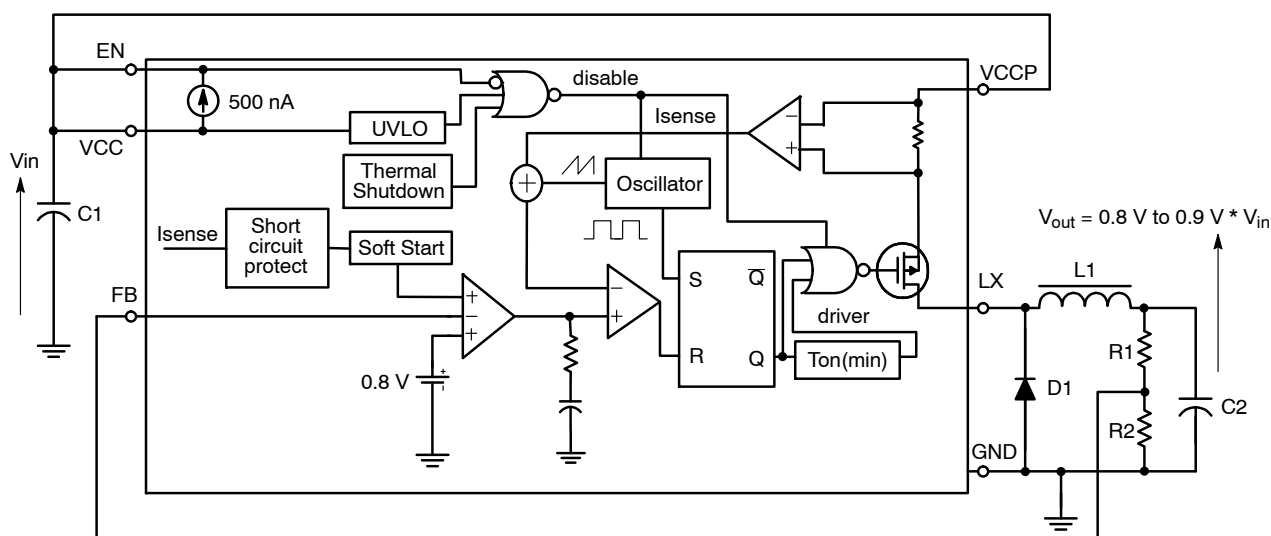 EN
500 nA
VCC
UVLO
Thermal
Shutdown
disable
Isense
VCCP
−
+
Vin
C1
+
Oscillator
Isense
Short
circuit
protect
Soft Start
Vout = 0.8 V to 0.9 V * Vin
L1
LX
FB
+
−
+
−
+
S
Q̅
R
Q
driver
Ton(min)
0.8 V
+
−
R1
D1
C2
R2
GND